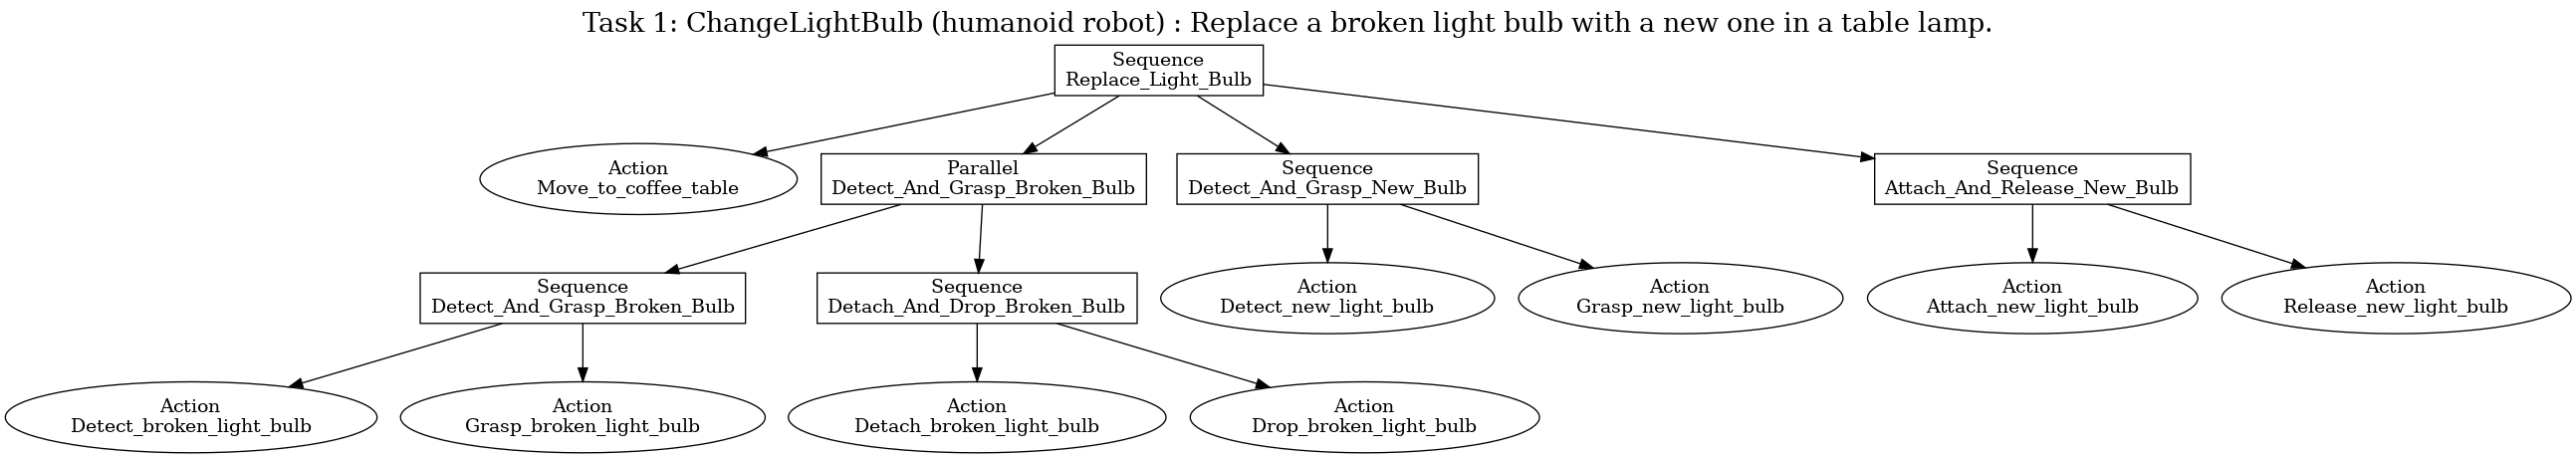 Task 1: ChangeLightBulb (humanoid robot) : Replace a broken light bulb with a new one in a table lamp.
Sequence
Replace_Light_Bulb
Action
Move_to_coffee_table
Parallel
Detect_And_Grasp_Broken_Bulb
Sequence
Detect_And_Grasp_New_Bulb
Sequence
Attach_And_Release_New_Bulb
Sequence
Detect_And_Grasp_Broken_Bulb
Sequence
Detach_And_Drop_Broken_Bulb
Action
Detect_new_light_bulb
Action
Grasp_new_light_bulb
Action
Attach_new_light_bulb
Action
Release_new_light_bulb
Action
Detect_broken_light_bulb
Action
Grasp_broken_light_bulb
Action
Detach_broken_light_bulb
Action
Drop_broken_light_bulb